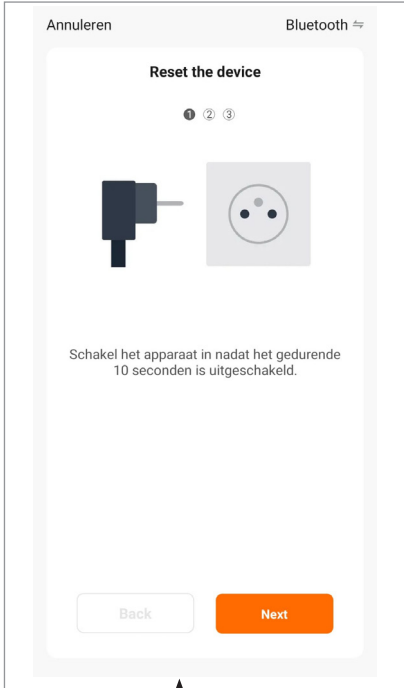 Annuleren Bluetooth ⇋
Reset the device
❶ ② ③
Schakel het apparaat in nadat het gedurende
10 seconden is uitgeschakeld.
Back Next